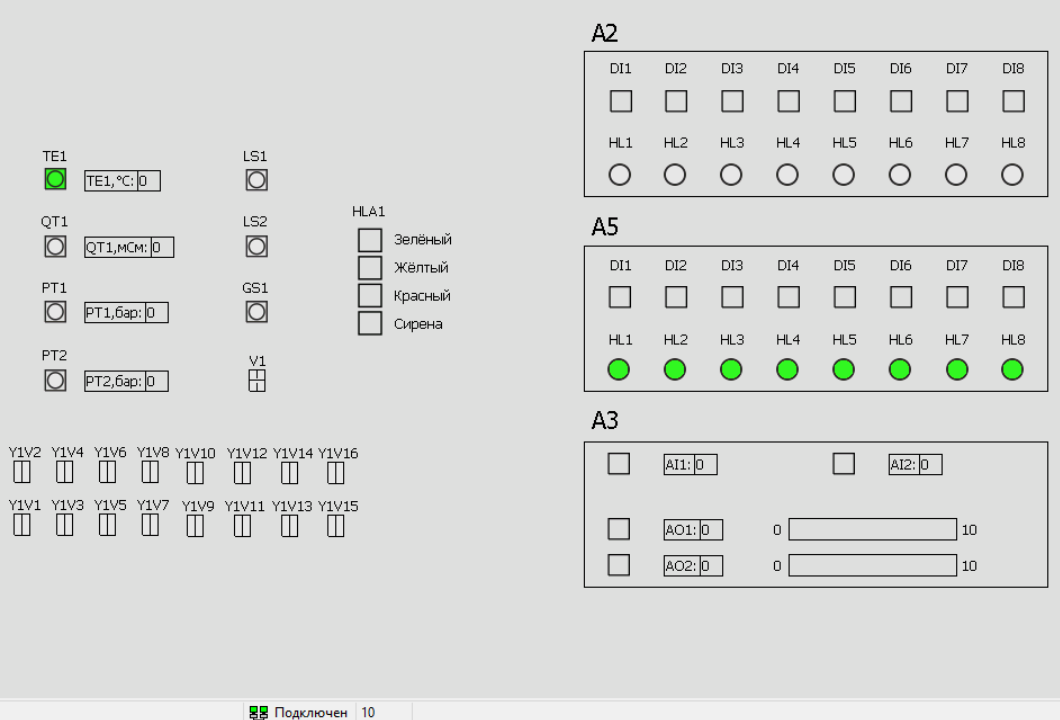 A2
DI1 DI2 DI3 DI4 DI5 DI6 DI7 DI8
HL1 HL2 HL3 HL4 HL5 HL6 HL7 HL8
TE1 LS1
TE1,°C: 0
QT1 LS2
QT1,мСм: 0
PT1 GS1
PT1,бар: 0
PT2 V1
PT2,бар: 0
HLA1
Зелёный
Жёлтый
Красный
Сирена
Y1V2 Y1V4 Y1V6 Y1V8 Y1V10 Y1V12 Y1V14 Y1V16
Y1V1 Y1V3 Y1V5 Y1V7 Y1V9 Y1V11 Y1V13 Y1V15
A5
DI1 DI2 DI3 DI4 DI5 DI6 DI7 DI8
HL1 HL2 HL3 HL4 HL5 HL6 HL7 HL8
A3
AI1: 0 AI2: 0
AO1: 0 0 10
AO2: 0 0 10
Подключен 10